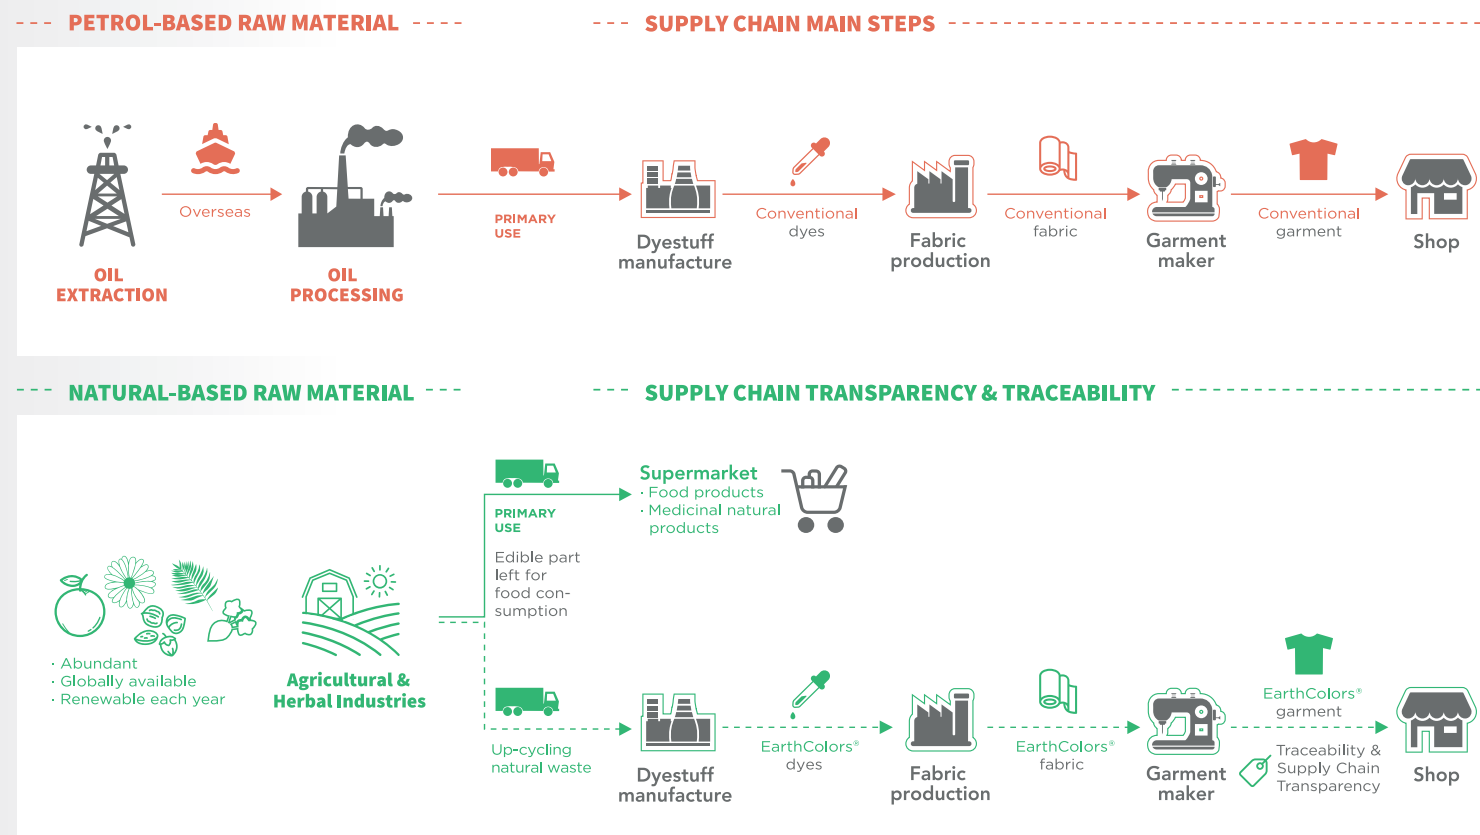 PETROL-BASED RAW MATERIAL
SUPPLY CHAIN MAIN STEPS
Overseas
OIL
EXTRACTION
OIL
PROCESSING
PRIMARY
USE
Dyestuff
manufacture
Conventional
dyes
Fabric
production
Conventional
fabric
Garment
maker
Conventional
garment
Shop
NATURAL-BASED RAW MATERIAL
SUPPLY CHAIN TRANSPARENCY & TRACEABILITY
· Abundant
· Globally available
· Renewable each year
Agricultural &
Herbal Industries
PRIMARY
USE
Edible part
left for
food con-
sumption
Supermarket
· Food products
· Medicinal natural
products
Up-cycling
natural waste
Dyestuff
manufacture
EarthColors®
dyes
Fabric
production
EarthColors®
fabric
Garment
maker
EarthColors®
garment
Traceability &
Supply Chain
Transparency
Shop